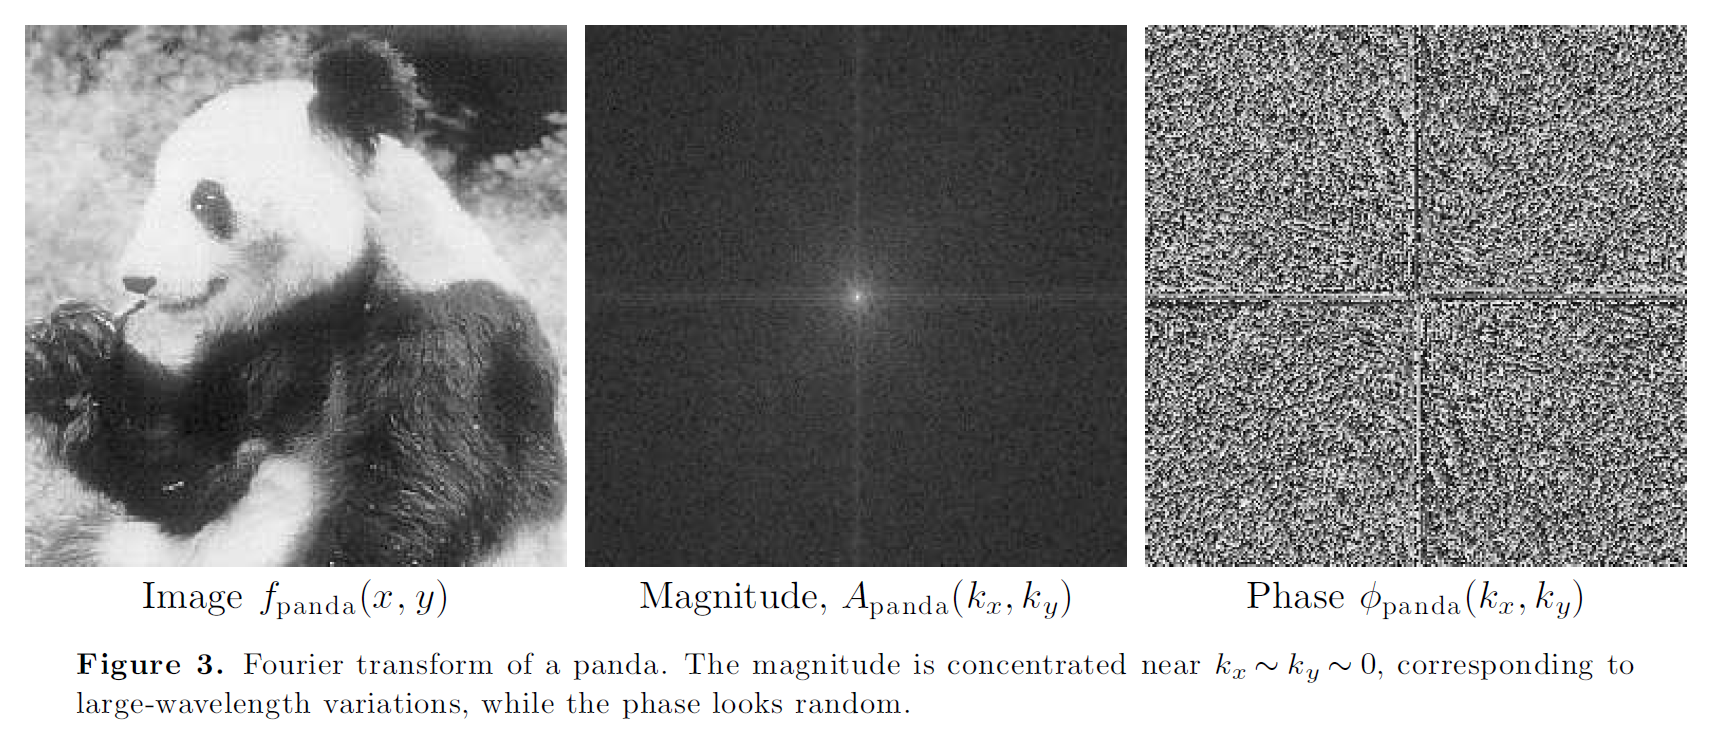 Image f_panda(x, y)
Magnitude, A_panda(k_x, k_y)
Phase ϕ_panda(k_x, k_y)
Figure 3. Fourier transform of a panda. The magnitude is concentrated near k_x ∼ k_y ∼ 0, corresponding to
large-wavelength variations, while the phase looks random.